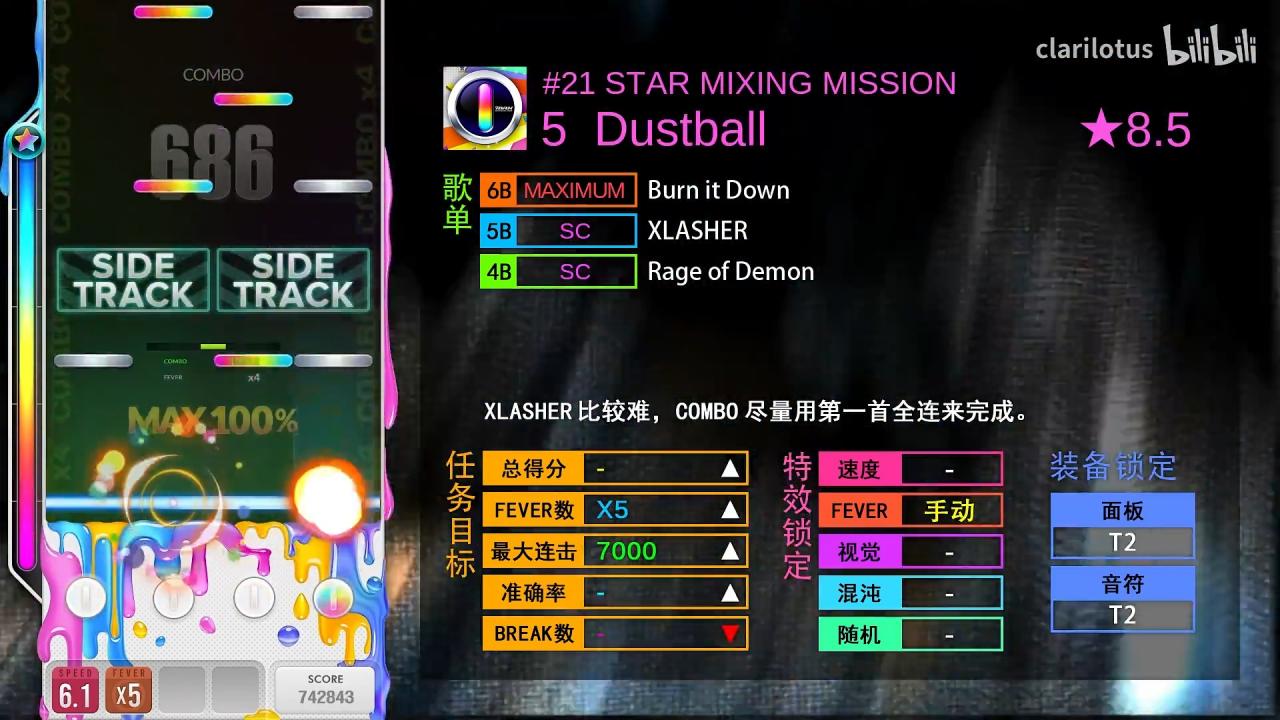 clarilotus bilibili
#21 STAR MIXING MISSION
5 Dustball
★8.5
歌单
6B MAXIMUM Burn it Down
5B SC XLASHER
4B SC Rage of Demon
XLASHER 比较难，COMBO 尽量用第一首全连来完成。
任务目标
总得分 - ▲
FEVER数 X5 ▲
最大连击 7000 ▲
准确率 - ▲
BREAK数 - ▼
特效锁定
速度 -
FEVER 手动
视觉 -
混沌 -
随机 -
装备锁定
面板
T2
音符
T2
COMBO
686
SIDE TRACK
SIDE TRACK
COMBO
FEVER x4
MAX 100%
SPEED
6.1
FEVER
X5
SCORE
742843
COMBO X4